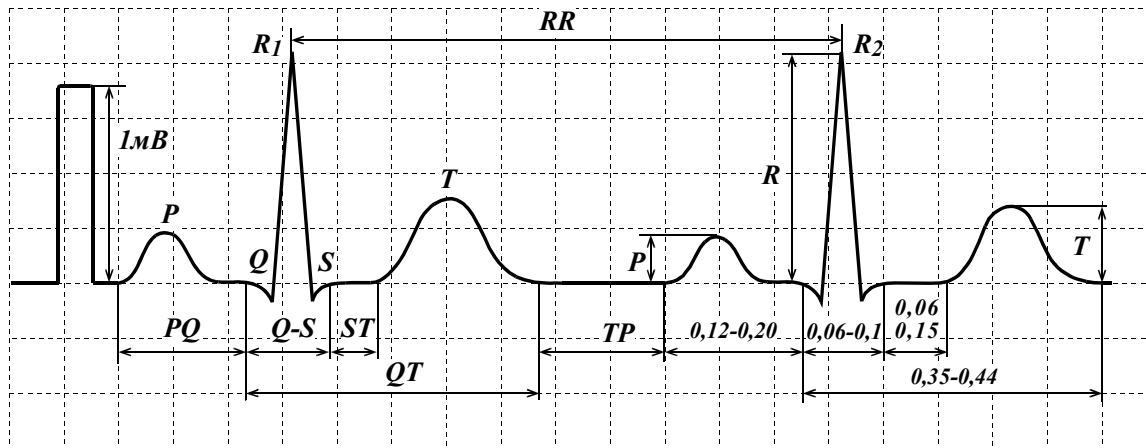 RR
R1
R2
1мВ
R
T
P
Q
S
P
T
0,06
0,15
PQ
Q-S
ST
TP
0,12-0,20
0,06-0,1
QT
0,35-0,44